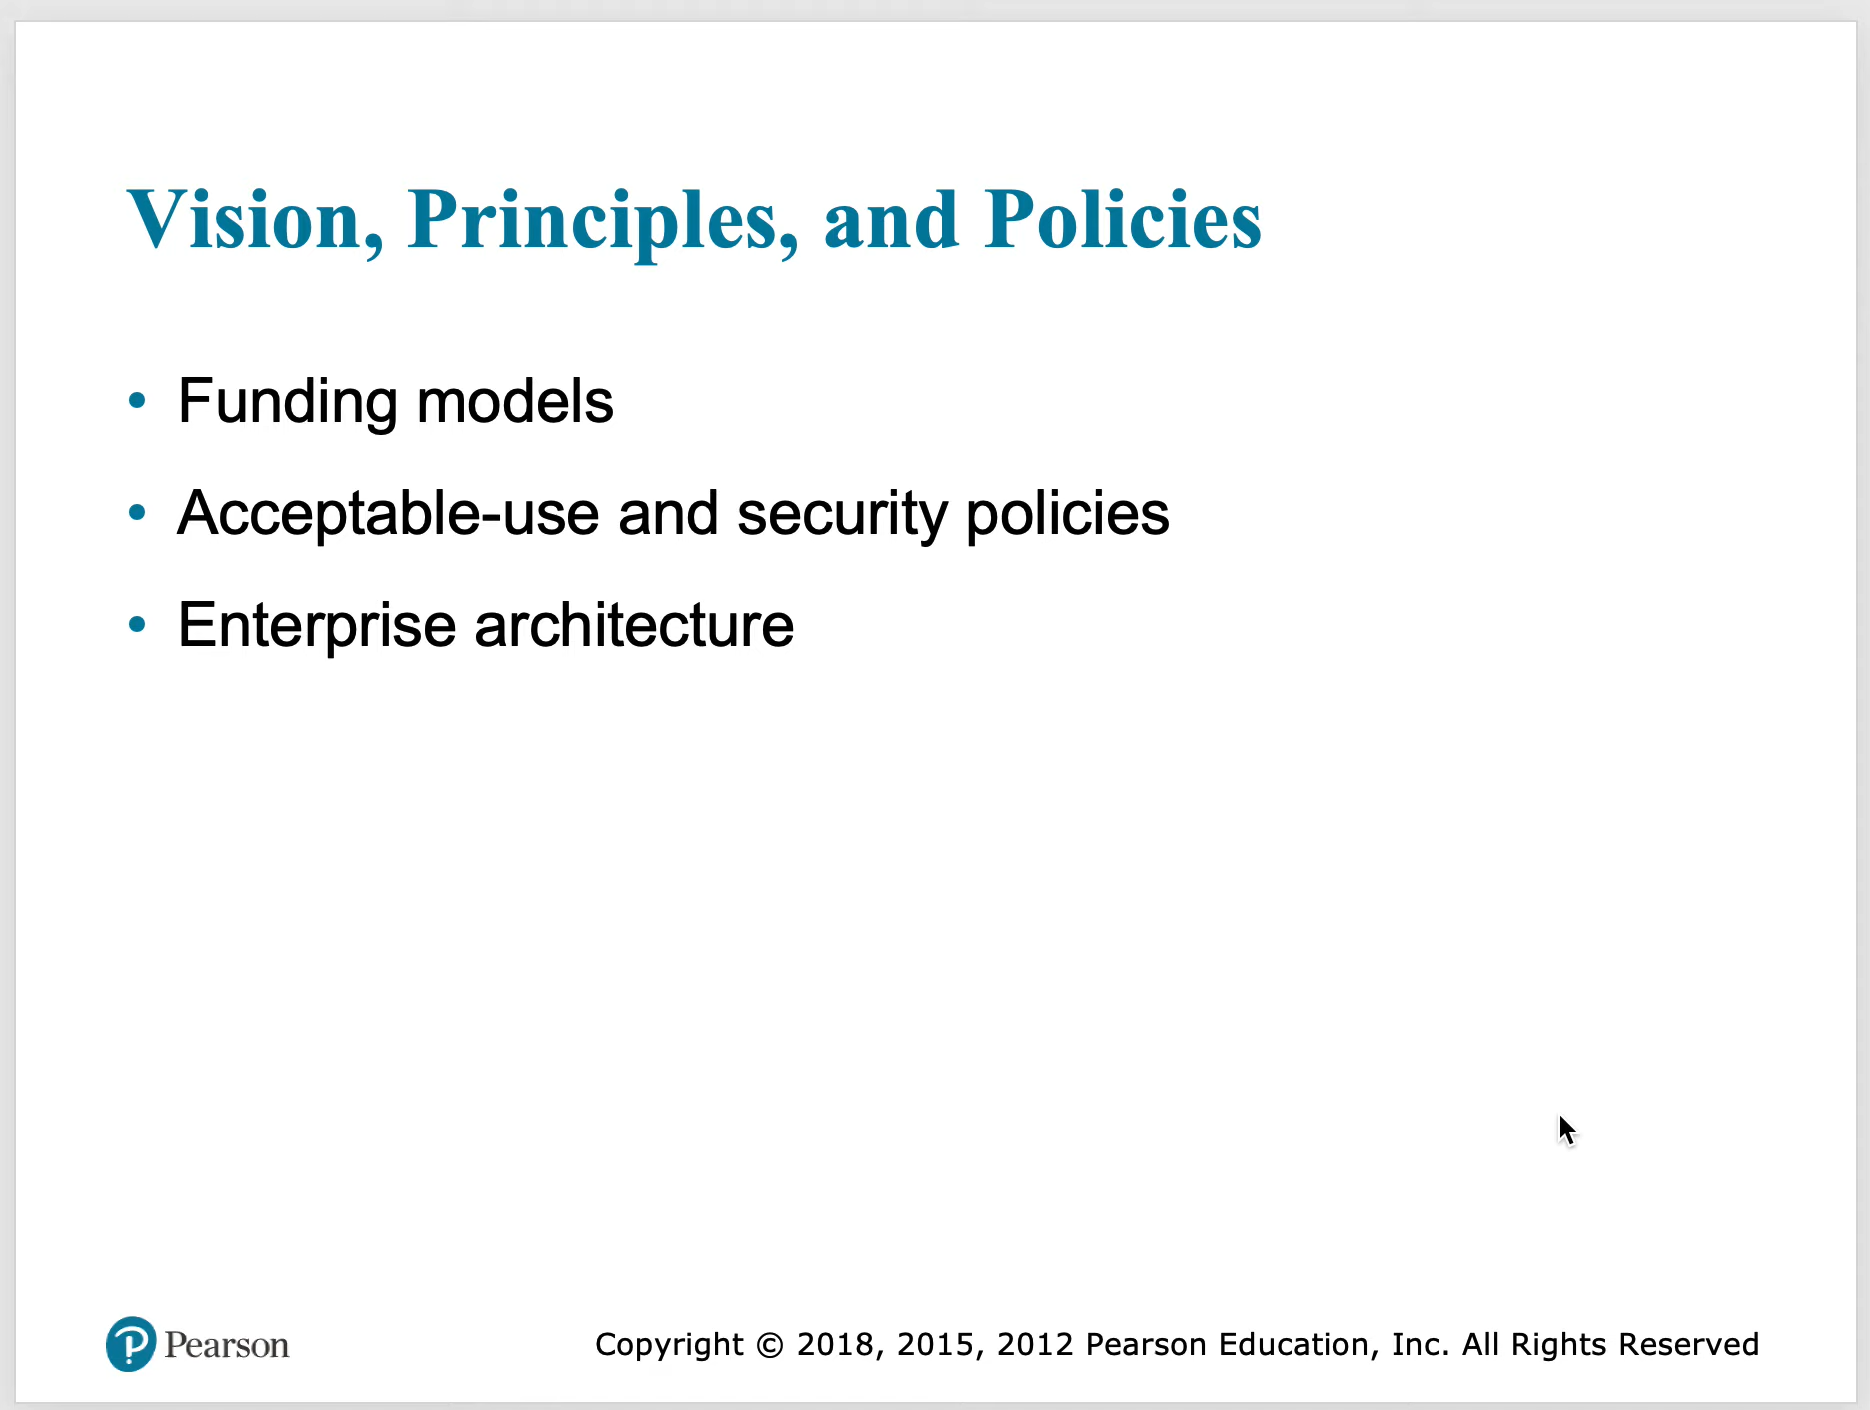 Vision, Principles, and Policies
• Funding models
• Acceptable-use and security policies
• Enterprise architecture
Pearson
Copyright © 2018, 2015, 2012 Pearson Education, Inc. All Rights Reserved